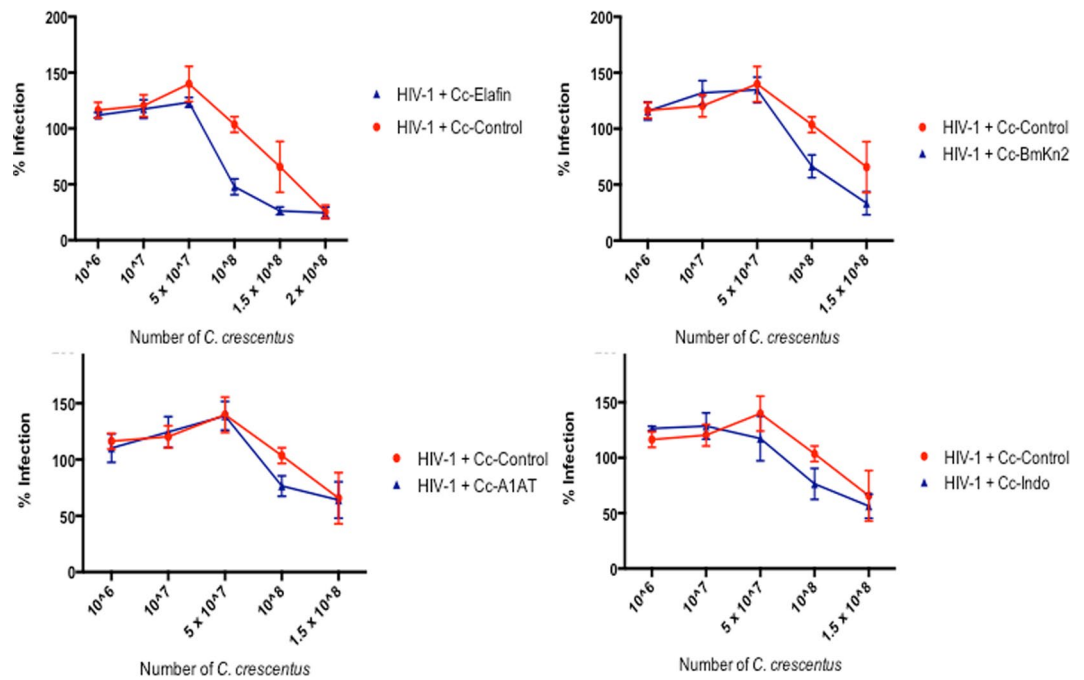 200
150
100
50
0
% Infection
10^6
10^7
5 x 10^7
10^8
1.5 x 10^8
2 x 10^8
Number of C. crescentus
HIV-1 + Cc-Elafin
HIV-1 + Cc-Control
200
150
100
50
0
% Infection
10^6
10^7
5 x 10^7
10^8
1.5 x 10^8
Number of C. crescentus
HIV-1 + Cc-Control
HIV-1 + Cc-BmKn2
150
100
50
0
% Infection
10^6
10^7
5 x 10^7
10^8
1.5 x 10^8
Number of C. crescentus
HIV-1 + Cc-Control
HIV-1 + Cc-A1AT
150
100
50
0
% Infection
10^6
10^7
5 x 10^7
10^8
1.5 x 10^8
Number of C. crescentus
HIV-1 + Cc-Control
HIV-1 + Cc-Indo